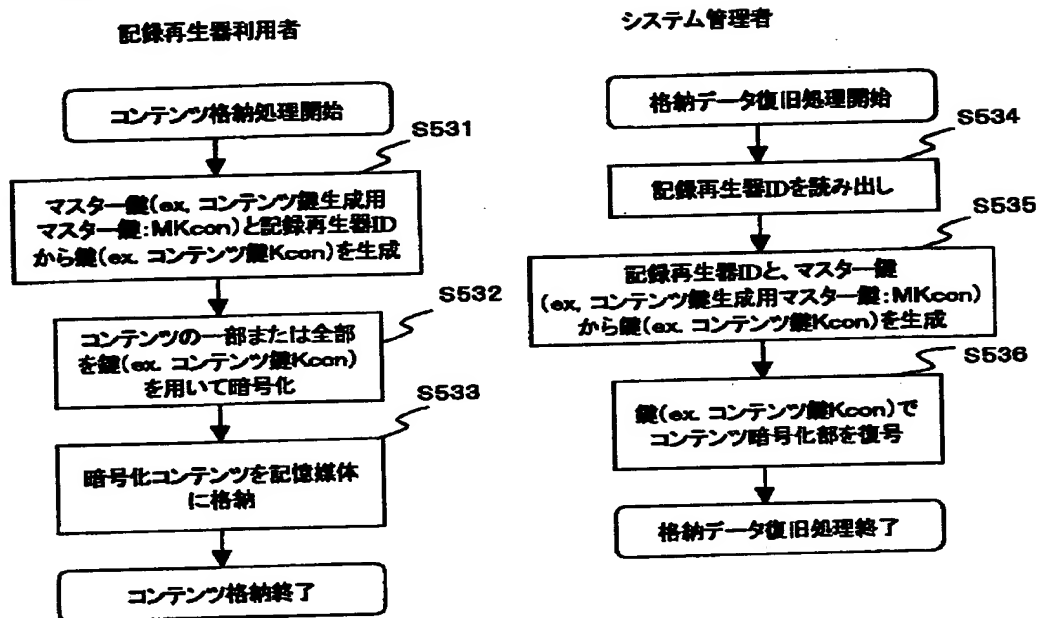 記録再生器利用者
コンテンツ格納処理開始
S531
マスター鍵(ex, コンテンツ鍵生成用
マスター鍵:MKcon)と記録再生器ID
から鍵(ex. コンテンツ鍵Kcon)を生成
S532
コンテンツの一部または全部
を鍵(ex. コンテンツ鍵Kcon)
を用いて暗号化
S533
暗号化コンテンツを記憶媒体
に格納
コンテンツ格納終了
システム管理者
格納データ復旧処理開始
S534
記録再生器IDを読み出し
S535
記録再生器IDと、マスター鍵
(ex, コンテンツ鍵生成用マスター鍵:MKcon)
から鍵(ex. コンテンツ鍵Kcon)を生成
S536
鍵(ex. コンテンツ鍵Kcon)で
コンテンツ暗号化部を復号
格納データ復旧処理終了